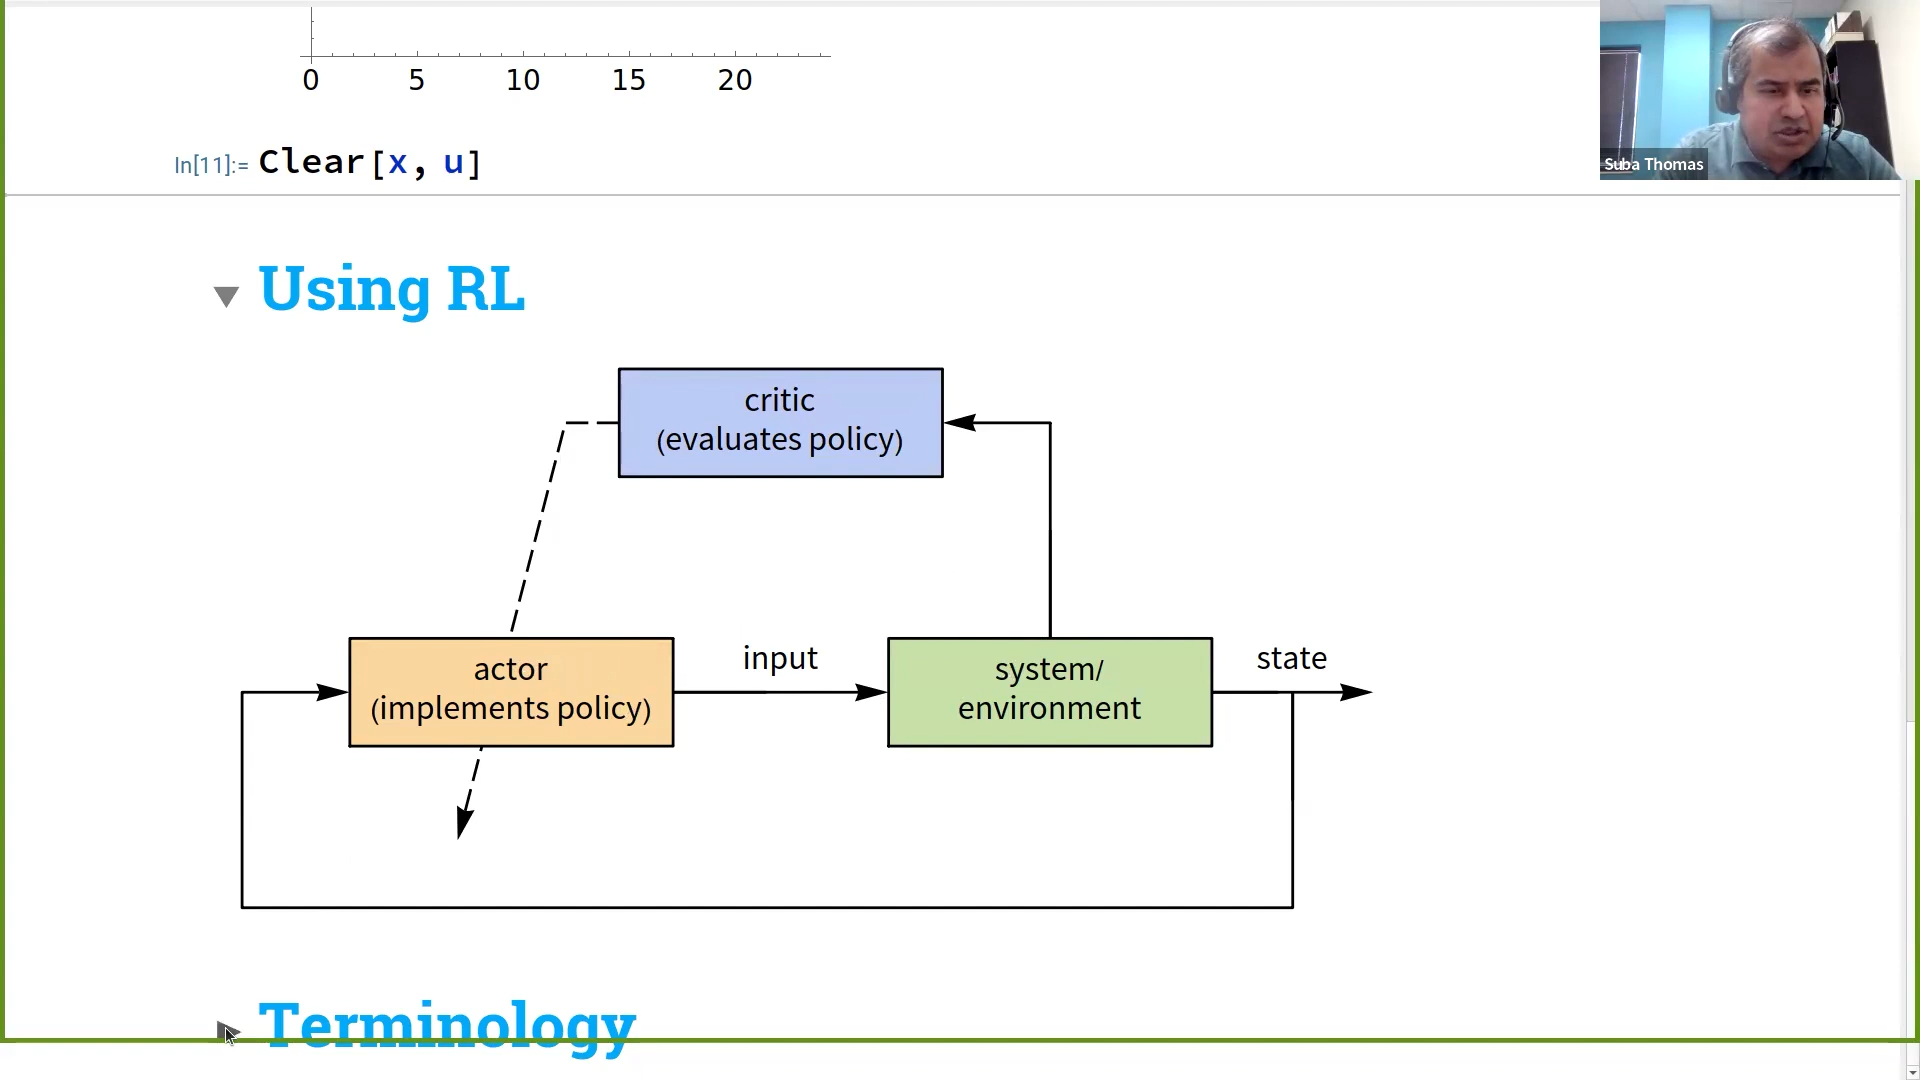 0 5 10 15 20
In[11]:= Clear[x, u]
Suba Thomas
Using RL
critic
(evaluates policy)
actor
(implements policy)
input
system/
environment
state
Terminology